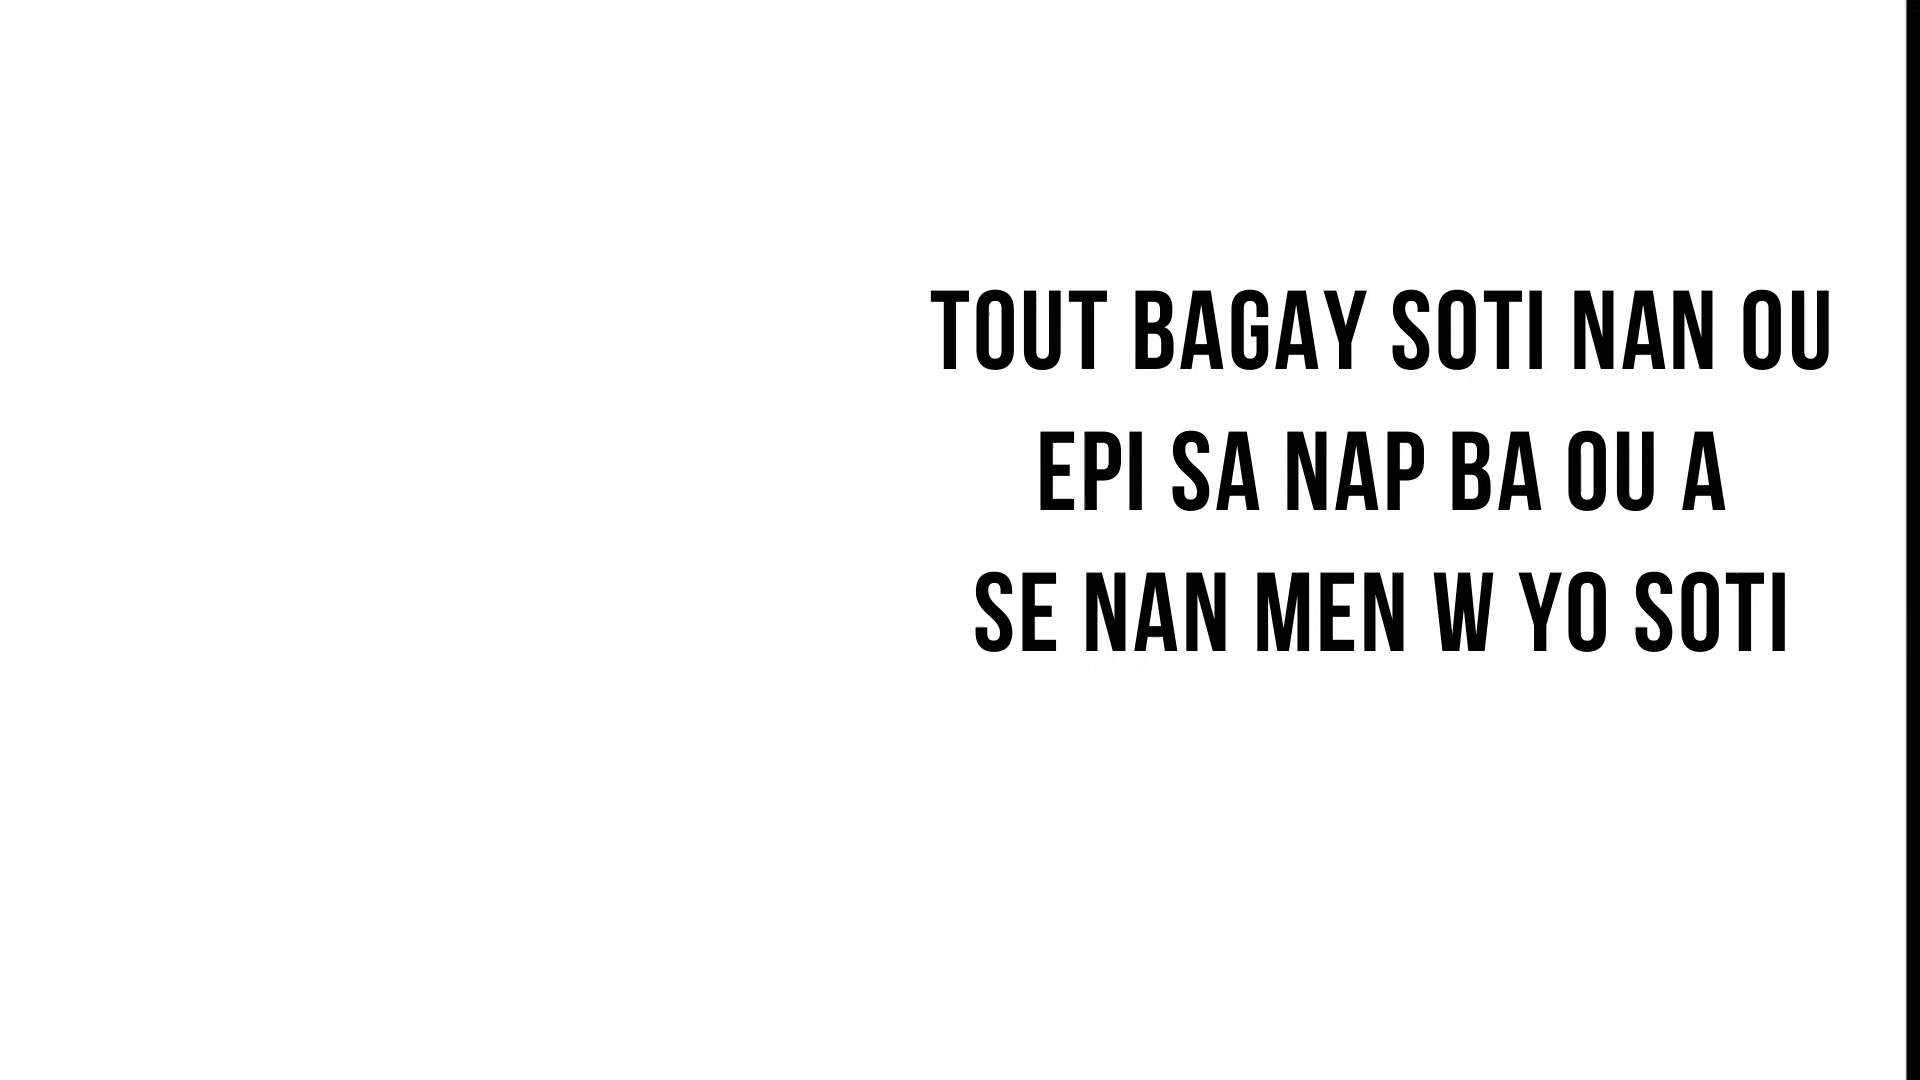 TOUT BAGAY SOTI NAN OU
EPI SA NAP BA OU A
SE NAN MEN W YO SOTI